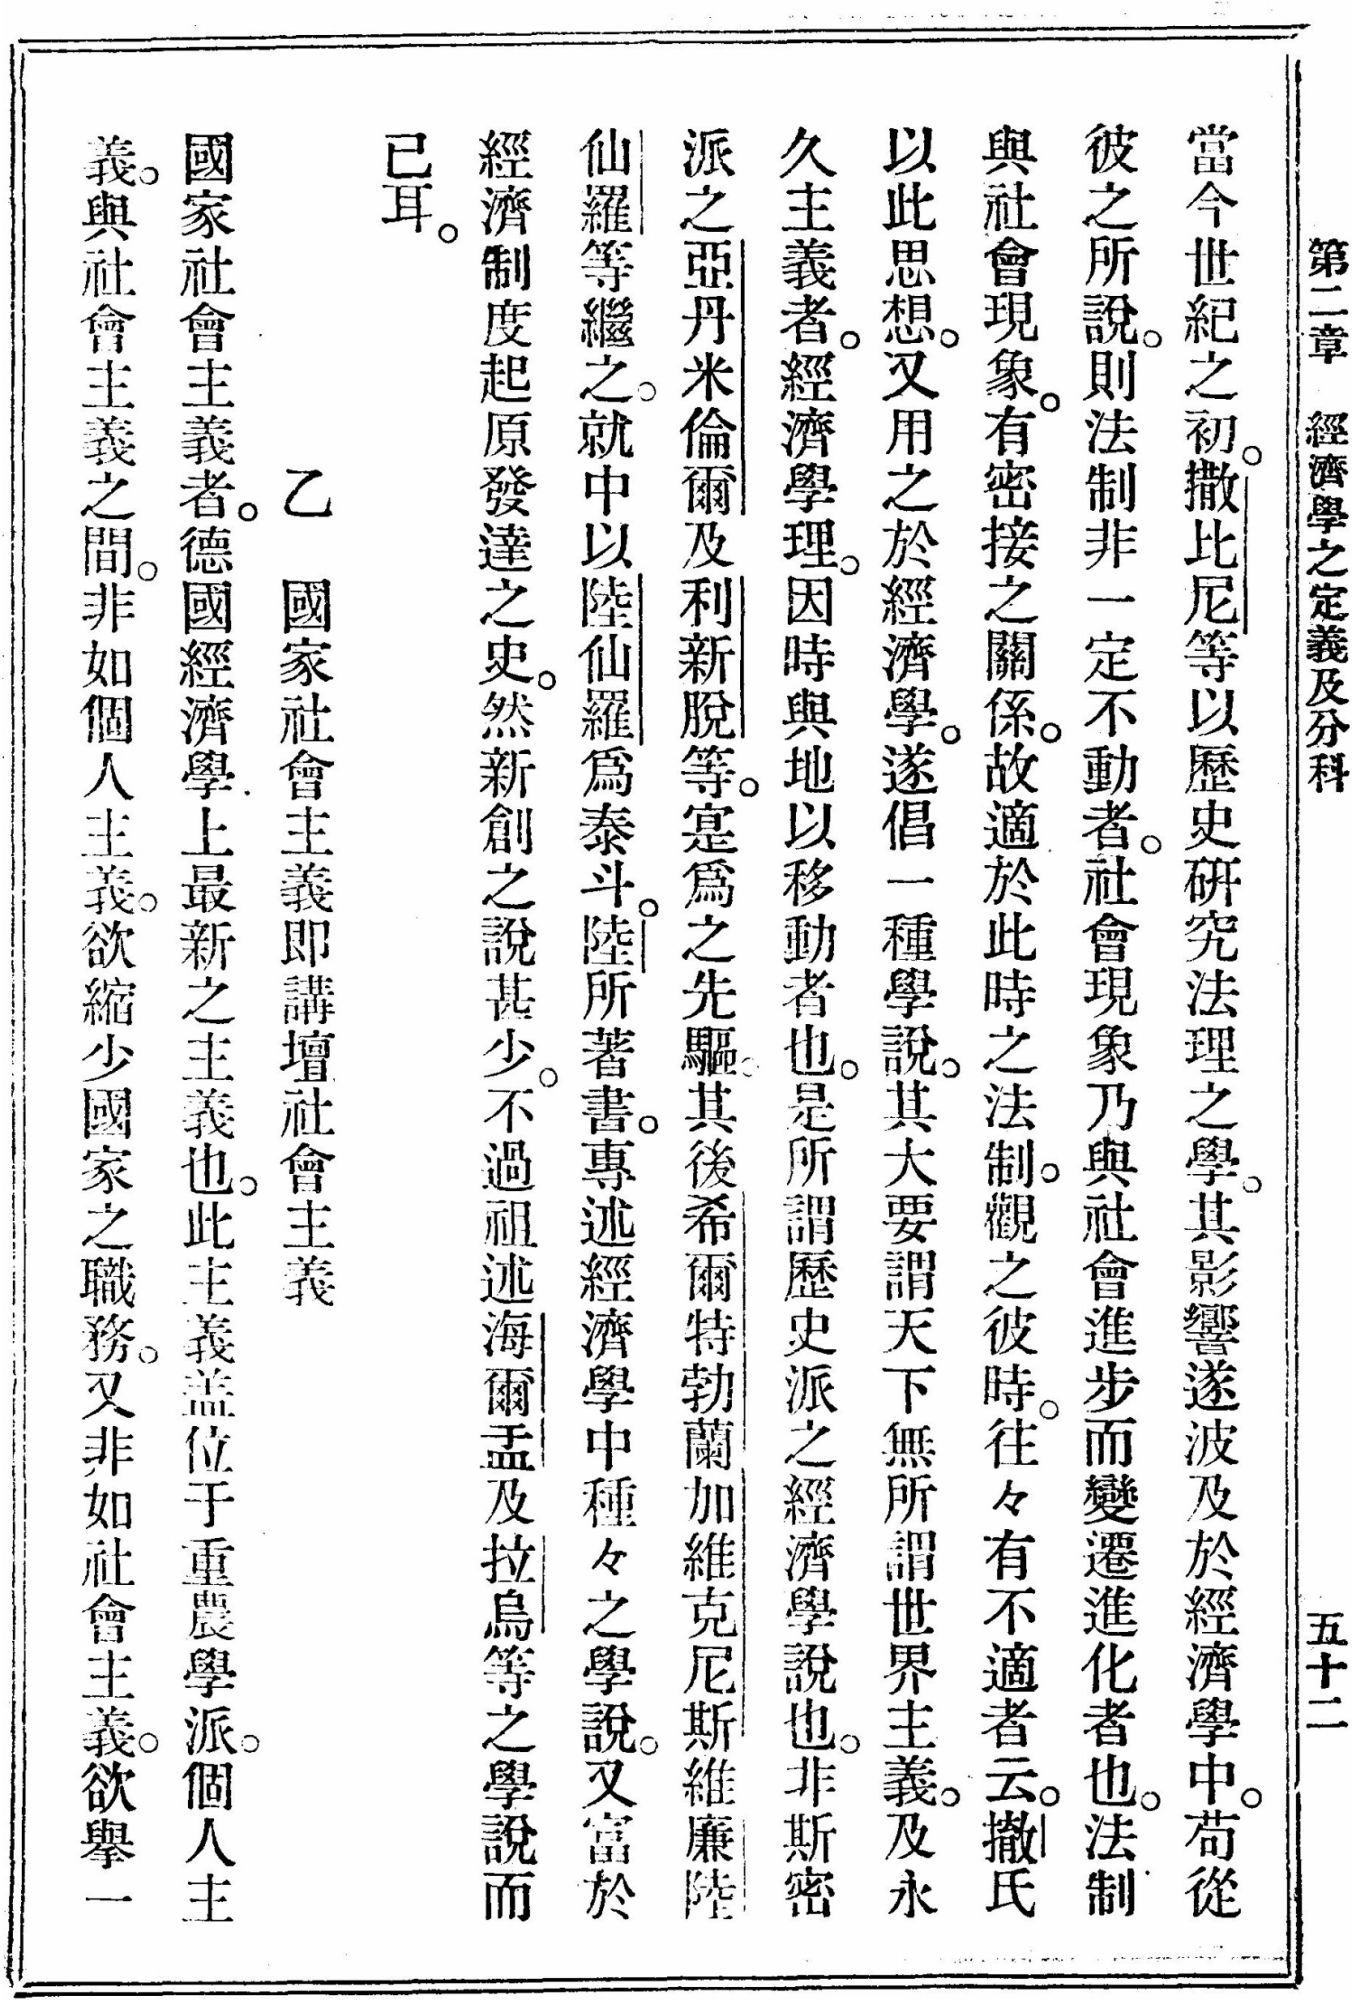 第二章　經濟學之定義及分科
五十二
當今世紀之初。撒比尼等以歷史硏究法理之學。其影響遂波及於經濟學中。苟從
彼之所說。則法制非一定不動者。社會現象乃與社會進步而變遷進化者也。法制
與社會現象。有密接之關係。故適於此時之法制。觀之彼時。往々有不適者云。撤氏
以此思想。又用之於經濟學。遂倡一種學說。其大要謂天下無所謂世界主義。及永
久主義者。經濟學理。因時與地以移動者也。是所謂歷史派之經濟學說也。非斯密
派之亞丹米倫爾及利新脫等。寔爲之先驅。其後希爾特勃蘭加維克尼斯維廉陸
仙羅等繼之。就中以陸仙羅爲泰斗。陸所著書。專述經濟學中種々之學說。又富於
經濟制度起原發達之史。然新創之說甚少。不過祖述海爾孟及拉烏等之學說而
已耳。
乙　國家社會主義即講壇社會主義
國家社會主義者。德國經濟學上最新之主義也。此主義盖位于重農學派。個人主
義。與社會主義之間。非如個人主義。欲縮少國家之職務。又非如社會主義。欲擧一